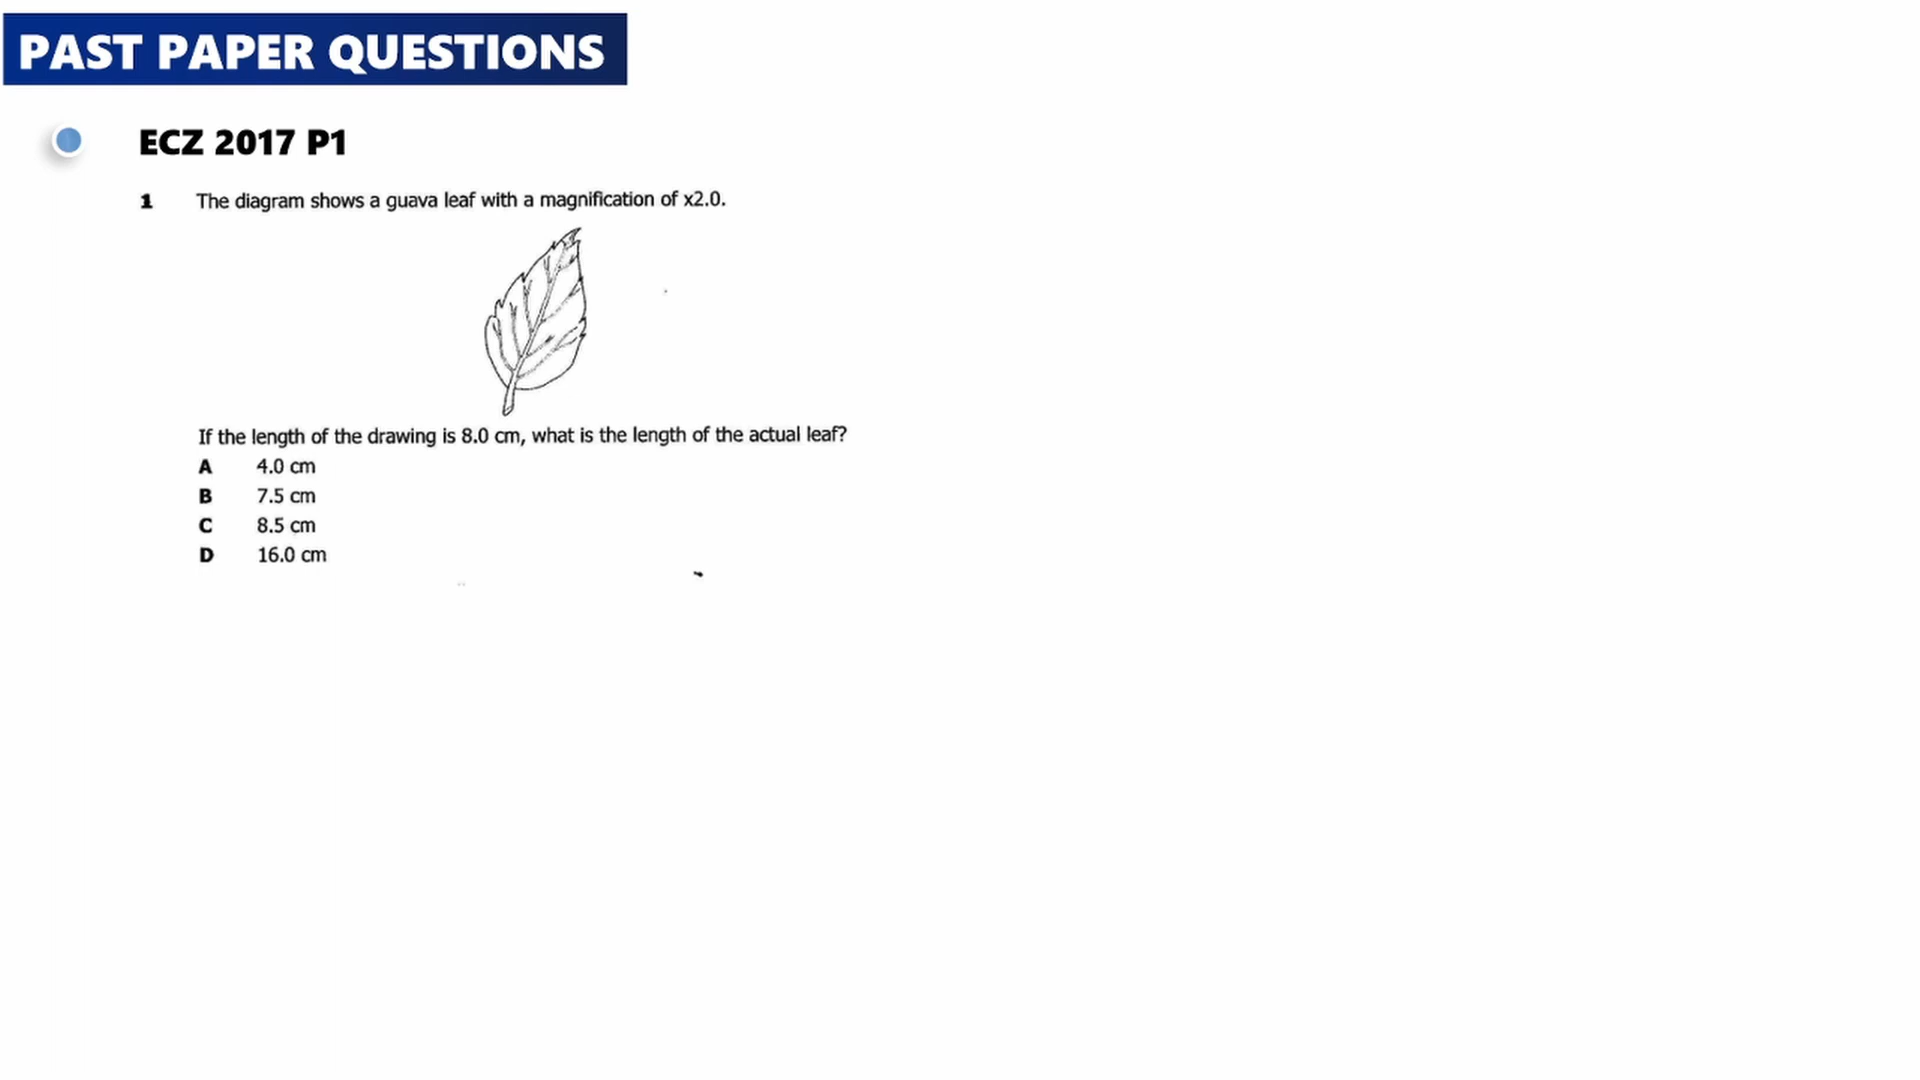 PAST PAPER QUESTIONS
ECZ 2017 P1
1 The diagram shows a guava leaf with a magnification of x2.0.
If the length of the drawing is 8.0 cm, what is the length of the actual leaf?
A 4.0 cm
B 7.5 cm
C 8.5 cm
D 16.0 cm